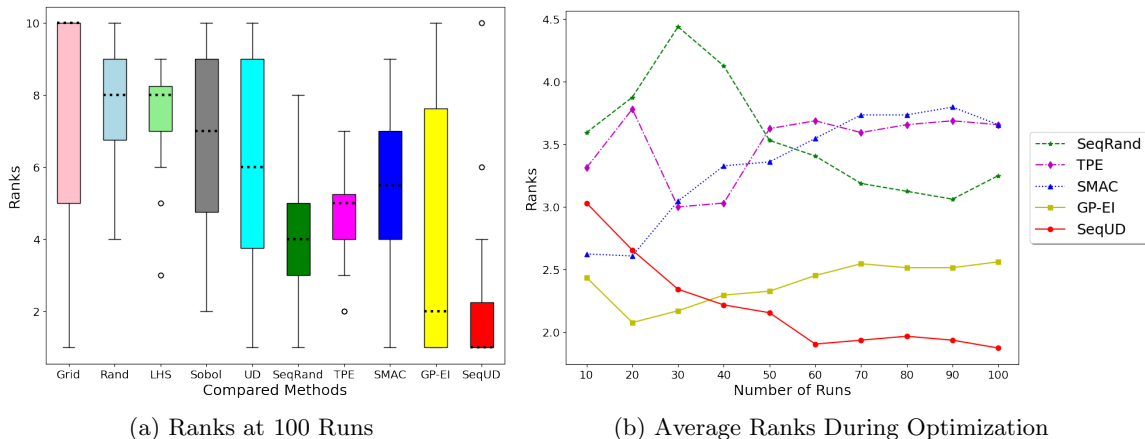 10
8
6
4
2
Ranks
Grid Rand LHS Sobol UD SeqRand TPE SMAC GP-EI SeqUD
Compared Methods
(a) Ranks at 100 Runs
4.5
4.0
3.5
3.0
2.5
2.0
Ranks
10 20 30 40 50 60 70 80 90 100
Number of Runs
SeqRand
TPE
SMAC
GP-EI
SeqUD
(b) Average Ranks During Optimization